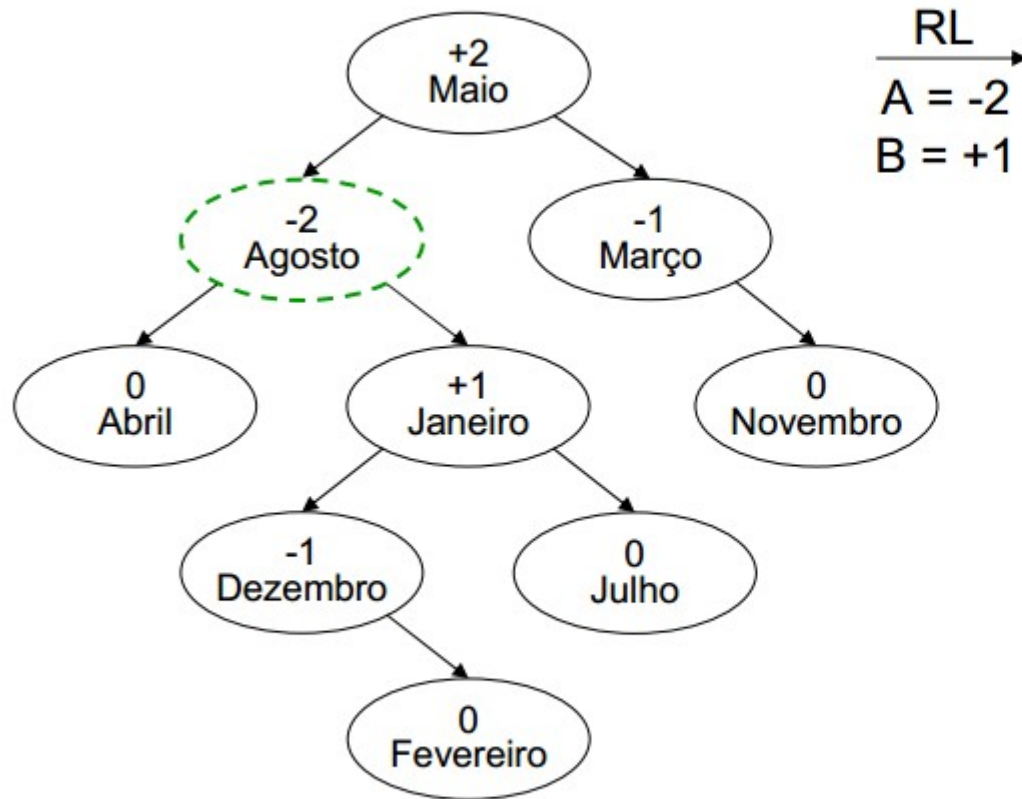 +2
Maio
RL
A = -2
B = +1
-2
Agosto
-1
Março
0
Abril
+1
Janeiro
0
Novembro
-1
Dezembro
0
Julho
0
Fevereiro